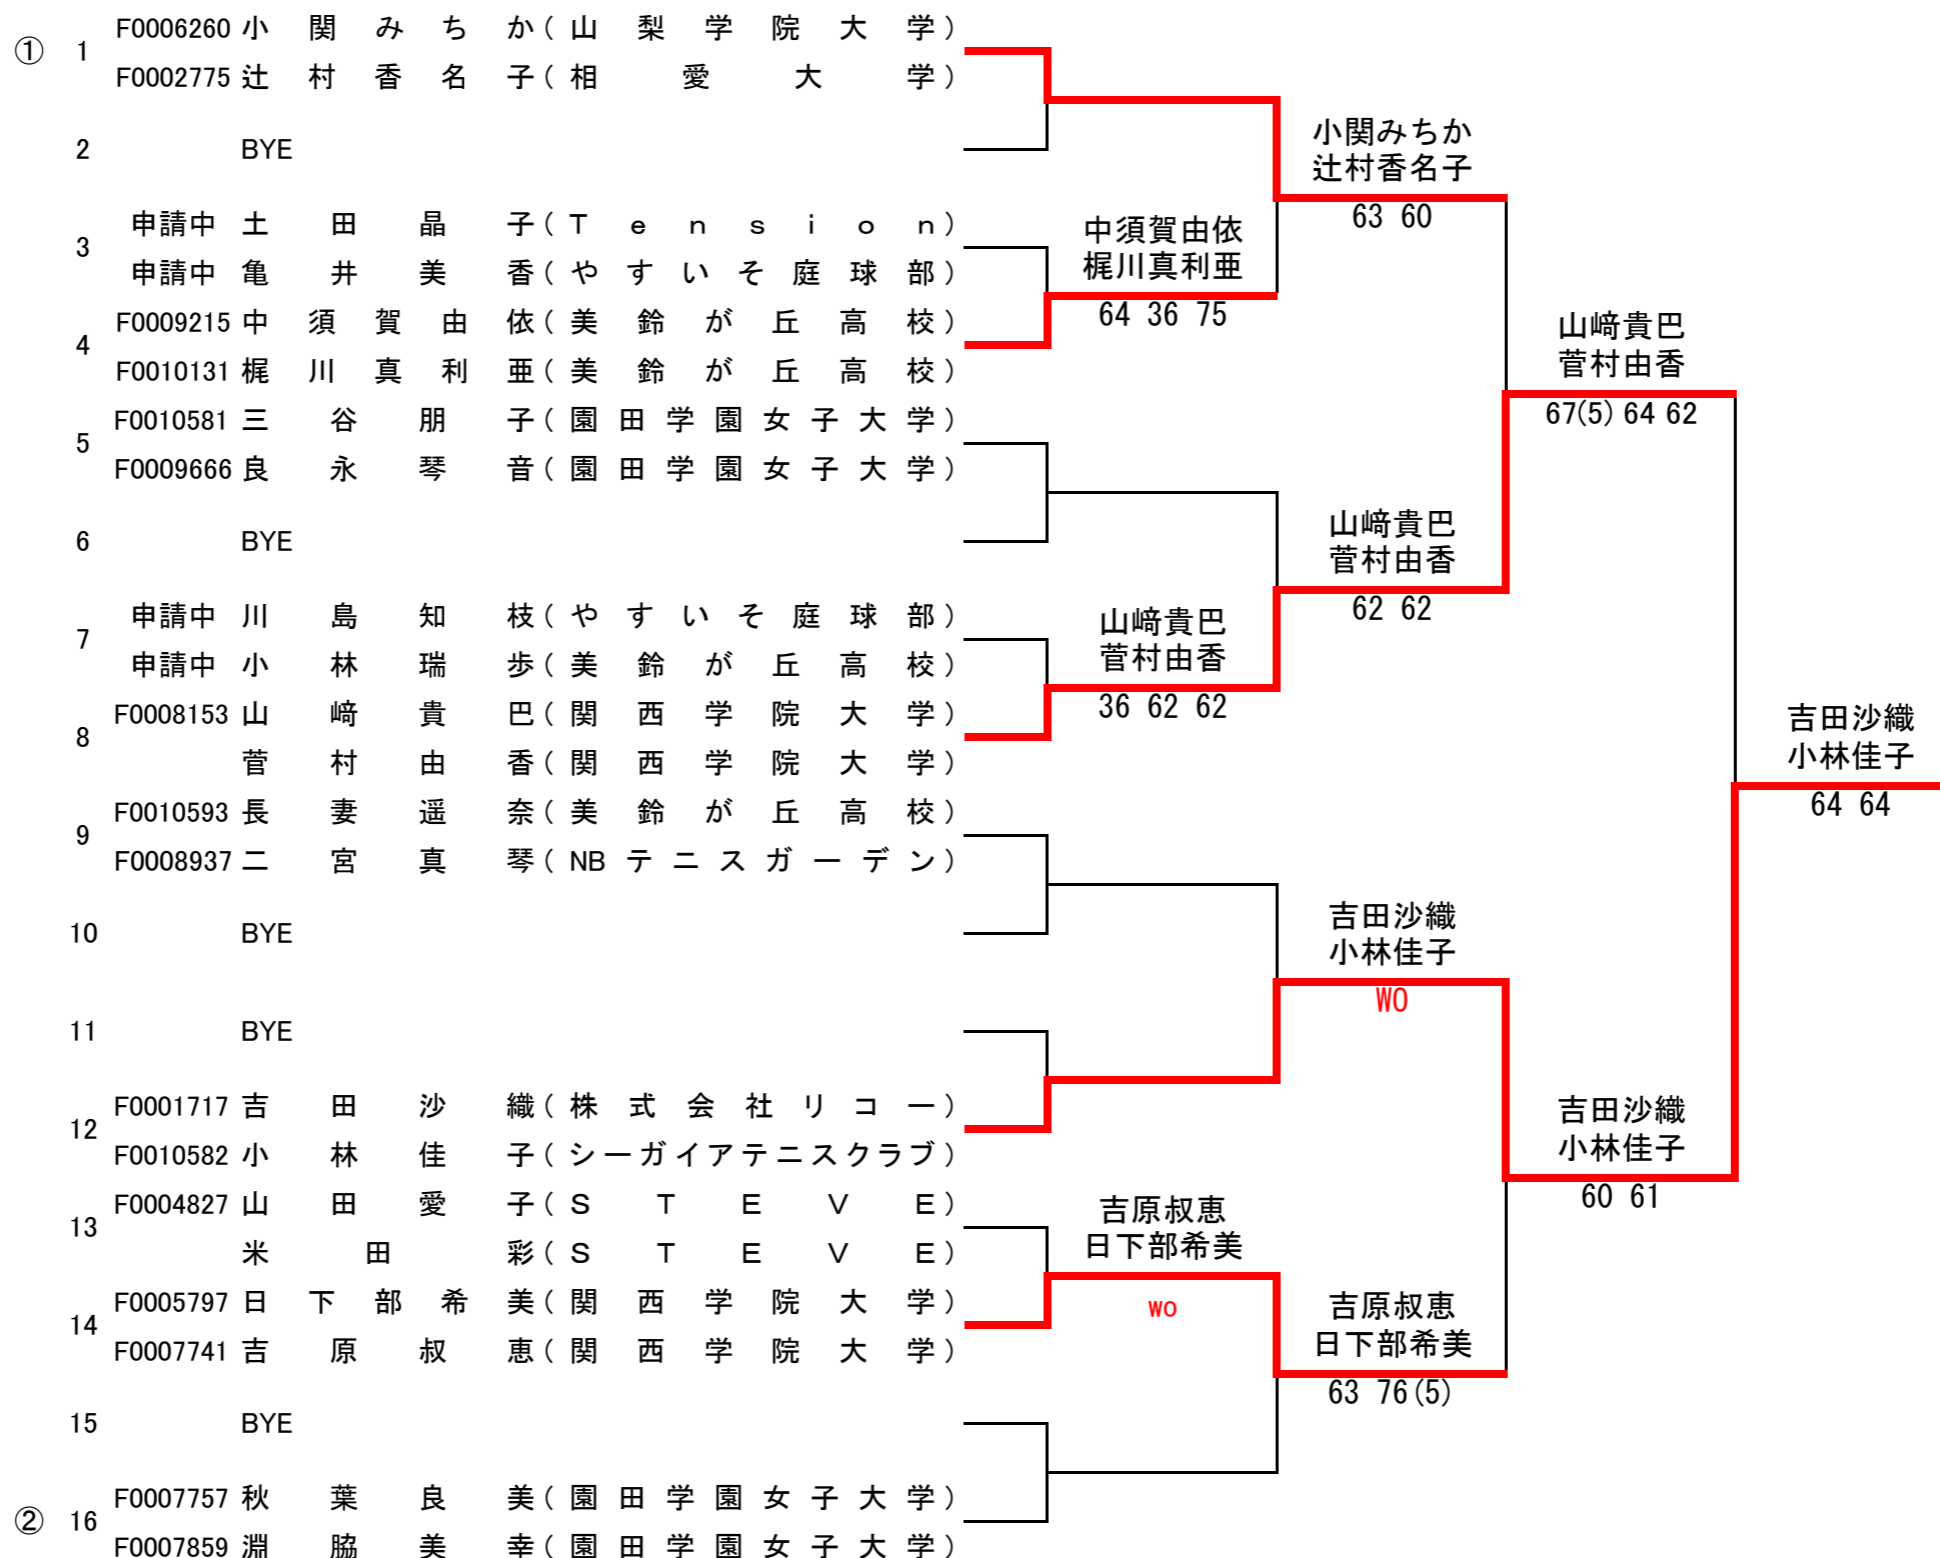 ① 1 F0006260 小関みちか(山梨学院大学)
F0002775 辻村香名子(相愛大学)
2 BYE
3 申請中 土田晶子(Tension)
申請中 亀井美香(やすいそ庭球部)
4 F0009215 中須賀由依(美鈴が丘高校)
F0010131 梶川真利亜(美鈴が丘高校)
5 F0010581 三谷朋子(園田学園女子大学)
F0009666 良永琴音(園田学園女子大学)
6 BYE
7 申請中 川島知枝(やすいそ庭球部)
申請中 小林瑞歩(美鈴が丘高校)
8 F0008153 山﨑貴巴(関西学院大学)
菅村由香(関西学院大学)
9 F0010593 長妻遥奈(美鈴が丘高校)
F0008937 二宮真琴(NBテニスガーデン)
10 BYE
11 BYE
12 F0001717 吉田沙織(株式会社リコー)
F0010582 小林佳子(シーガイアテニスクラブ)
13 F0004827 山田愛子(STEVE)
米田彩(STEVE)
14 F0005797 日下部希美(関西学院大学)
F0007741 吉原叔恵(関西学院大学)
15 BYE
② 16 F0007757 秋葉良美(園田学園女子大学)
F0007859 淵脇美幸(園田学園女子大学)
中須賀由依
梶川真利亜
64 36 75
山﨑貴巴
菅村由香
36 62 62
吉原叔恵
日下部希美
WO
小関みちか
辻村香名子
63 60
山﨑貴巴
菅村由香
62 62
吉田沙織
小林佳子
WO
吉原叔恵
日下部希美
63 76(5)
山﨑貴巴
菅村由香
67(5) 64 62
吉田沙織
小林佳子
60 61
吉田沙織
小林佳子
64 64